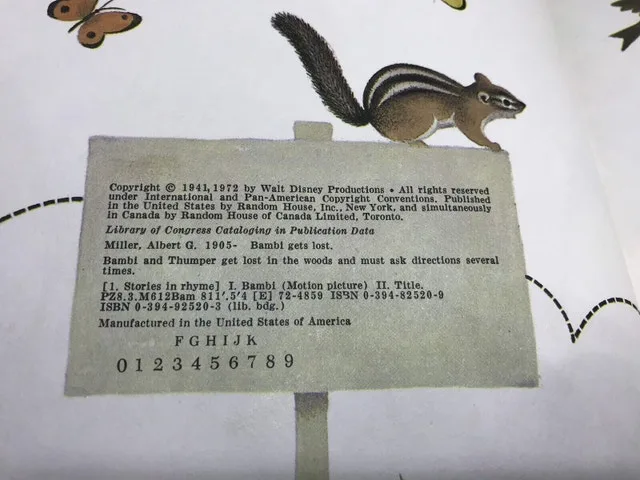 Copyright © 1941, 1972 by Walt Disney Productions • All rights reserved
under International and Pan-American Copyright Conventions. Published
in the United States by Random House, Inc., New York, and simultaneously
in Canada by Random House of Canada Limited, Toronto.
Library of Congress Cataloging in Publication Data
Miller, Albert G. 1905- Bambi gets lost.
Bambi and Thumper get lost in the woods and must ask directions several
times.
[1. Stories in rhyme] I. Bambi (Motion picture) II. Title.
PZ8.3.M612Bam 811'.5'4 [E] 72-4859 ISBN 0-394-82520-9
ISBN 0-394-92520-3 (lib. bdg.)
Manufactured in the United States of America
F G H I J K
0 1 2 3 4 5 6 7 8 9